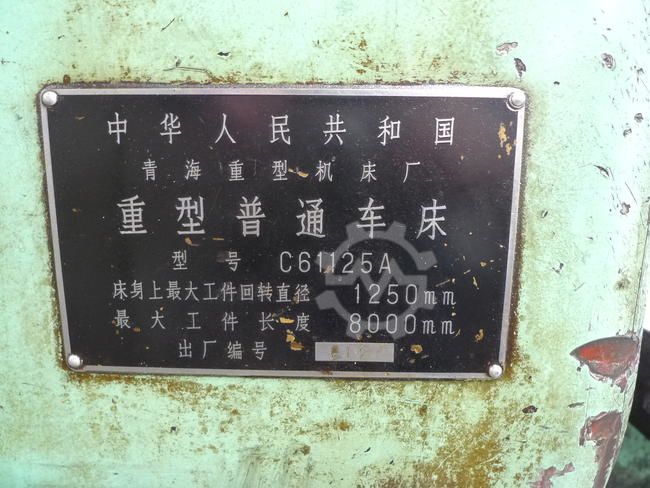 中华人民共和国
青海重型机床厂
重型普通车床
型号 C61125A
床身上最大工件回转直径 1250mm
最大工件长度 8000mm
出厂编号